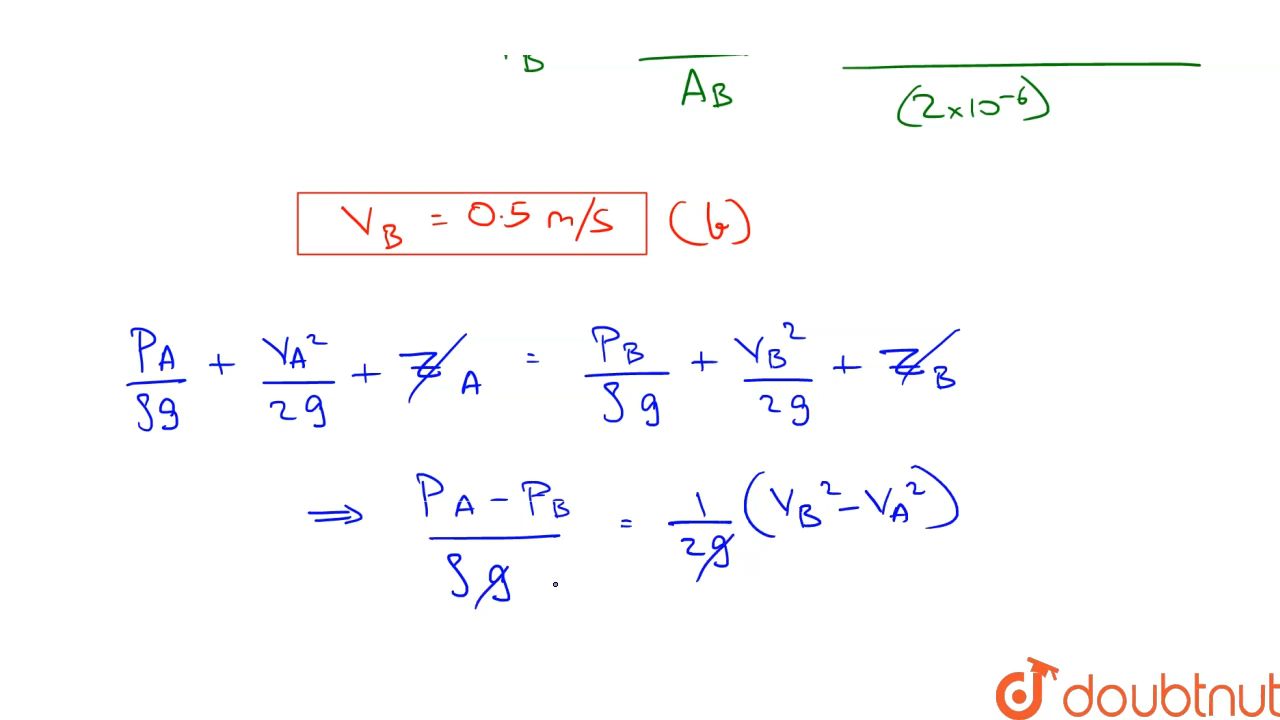 B
A_B (2×10⁻⁶)
V_B = 0.5 m/s (b)
P_A/ρg + V_A²/2g + Z_A = P_B/ρg + V_B²/2g + Z_B
⇒ (P_A − P_B)/ρg = 1/2g (V_B² − V_A²)
doubtnut